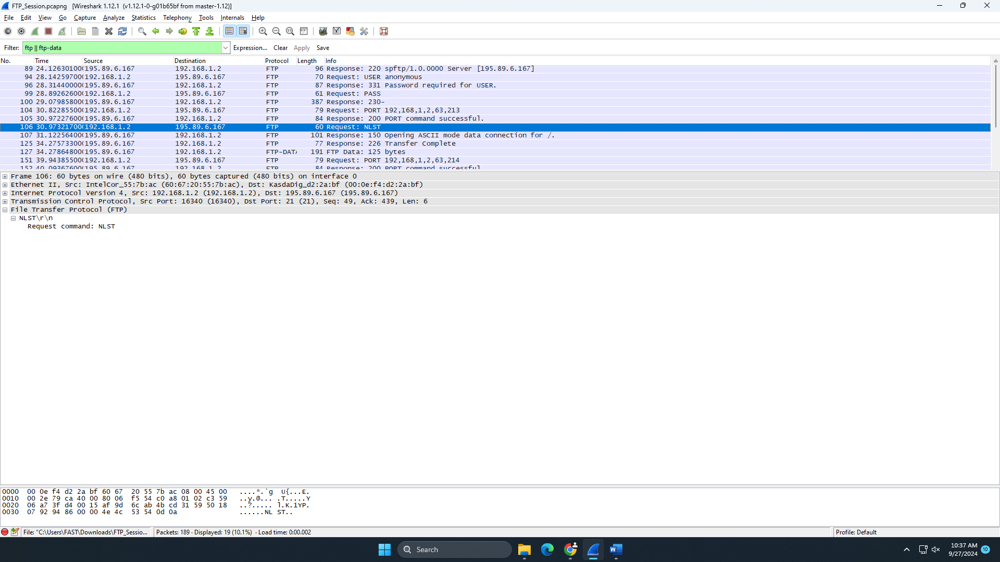 FTP_Session.pcapng [Wireshark 1.12.1 (v1.12.1-0-g01b65bf from master-1.12)]
File Edit View Go Capture Analyze Statistics Telephony Tools Internals Help
Filter: ftp || ftp-data Expression... Clear Apply Save
No. Time Source Destination Protocol Length Info
89 24.126301000 195.89.6.167 192.168.1.2 FTP 96 Response: 220 spftp/1.0.0000 Server [195.89.6.167]
94 28.142597000 192.168.1.2 195.89.6.167 FTP 70 Request: USER anonymous
96 28.314400000 195.89.6.167 192.168.1.2 FTP 87 Response: 331 Password required for USER.
99 28.892626000 192.168.1.2 195.89.6.167 FTP 61 Request: PASS
100 29.079858000 195.89.6.167 192.168.1.2 FTP 387 Response: 230-
104 30.822855000 192.168.1.2 195.89.6.167 FTP 79 Request: PORT 192,168,1,2,63,213
105 30.972276000 195.89.6.167 192.168.1.2 FTP 84 Response: 200 PORT command successful.
106 30.973217000 192.168.1.2 195.89.6.167 FTP 60 Request: NLST
107 31.122564000 195.89.6.167 192.168.1.2 FTP 101 Response: 150 Opening ASCII mode data connection for /.
125 34.275733000 195.89.6.167 192.168.1.2 FTP 77 Response: 226 Transfer Complete
127 34.278648000 195.89.6.167 192.168.1.2 FTP-DATA 191 FTP Data: 125 bytes
151 39.943855000 192.168.1.2 195.89.6.167 FTP 79 Request: PORT 192,168,1,2,63,214
152 40.093676000 195.89.6.167 192.168.1.2 FTP 84 Response: 200 PORT command successful
Frame 106: 60 bytes on wire (480 bits), 60 bytes captured (480 bits) on interface 0
Ethernet II, Src: IntelCor_55:7b:ac (60:67:20:55:7b:ac), Dst: KasdaDig_d2:2a:bf (00:0e:f4:d2:2a:bf)
Internet Protocol Version 4, Src: 192.168.1.2 (192.168.1.2), Dst: 195.89.6.167 (195.89.6.167)
Transmission Control Protocol, Src Port: 16340 (16340), Dst Port: 21 (21), Seq: 49, Ack: 439, Len: 6
File Transfer Protocol (FTP)
NLST\r\n
Request command: NLST
0000 00 0e f4 d2 2a bf 60 67 20 55 7b ac 08 00 45 00 ....*.`g U{...E.
0010 00 2e 79 ca 40 00 80 06 f5 54 c0 a8 01 02 c3 59 ..y.@... .T.....Y
0020 06 a7 3f d4 00 15 af 9d 6c ab 4b cd 31 59 50 18 ..?..... l.K.1YP.
0030 07 92 94 86 00 00 4e 4c 53 54 0d 0a ......NL ST..
File: "C:\Users\FAST\Downloads\FTP_Sessio... Packets: 189 · Displayed: 19 (10.1%) · Load time: 0:00.002 Profile: Default
Search
10:37 AM
9/27/2024
10